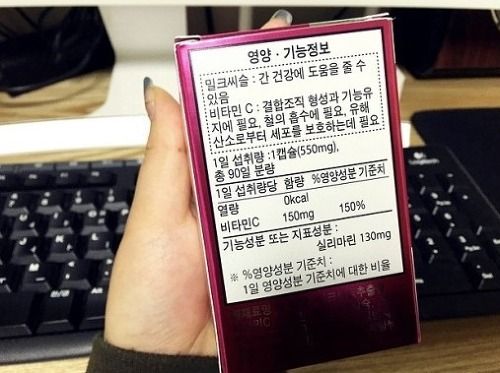 영양·기능정보
밀크씨슬 : 간 건강에 도움을 줄 수
있음
비타민 C : 결합조직 형성과 기능유
지에 필요, 철의 흡수에 필요, 유해
산소로부터 세포를 보호하는데 필요
1일 섭취량 : 1캡슐(550mg),
총 90일 분량
1일 섭취량당 함량 %영양성분 기준치
열량 0kcal
비타민C 150mg 150%
기능성분 또는 지표성분 :
실리마린 130mg
※ %영양성분 기준치 :
1일 영양성분 기준치에 대한 비율